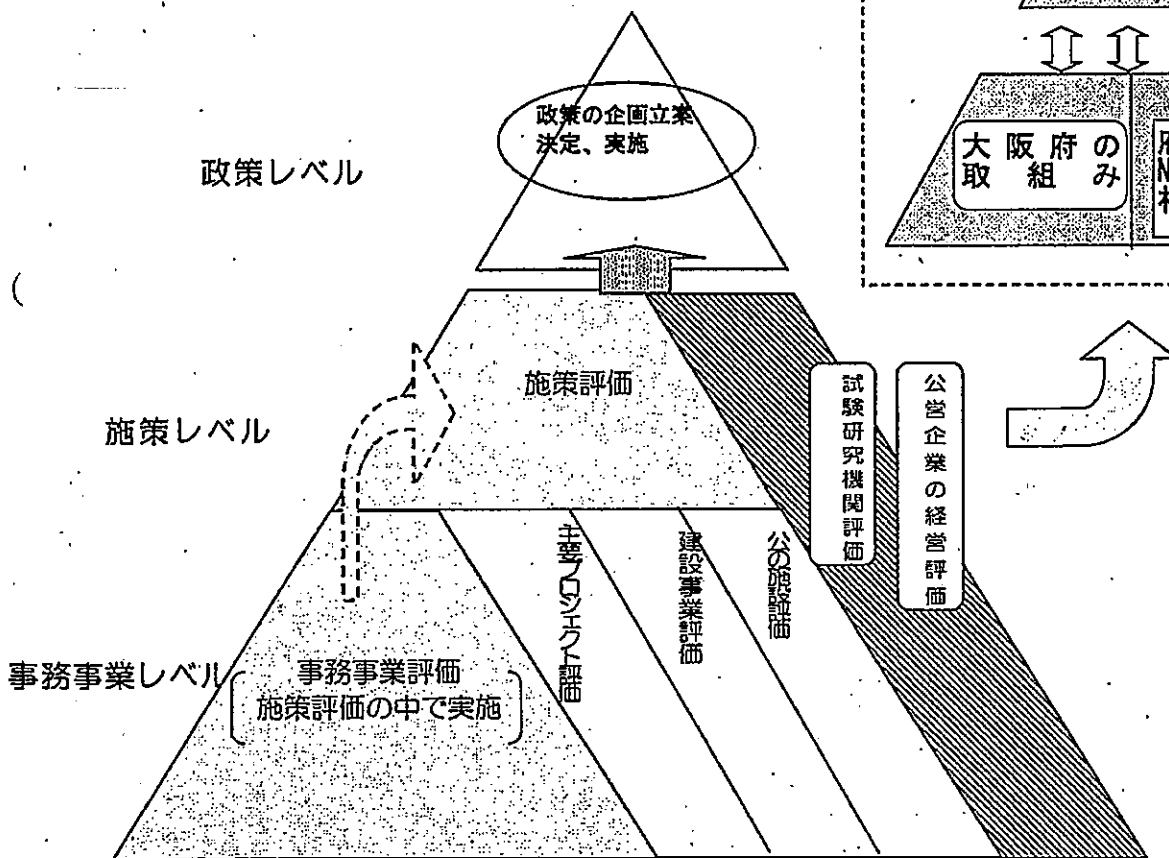 政策の企画立案
決定、実施
政策レベル
大阪府の
取組み
施策評価
施策レベル
試験研究機関評価
公営企業の経営評価
主要プロジェクト評価
建設事業評価
公の施設評価
事務事業レベル
事務事業評価
施策評価の中で実施